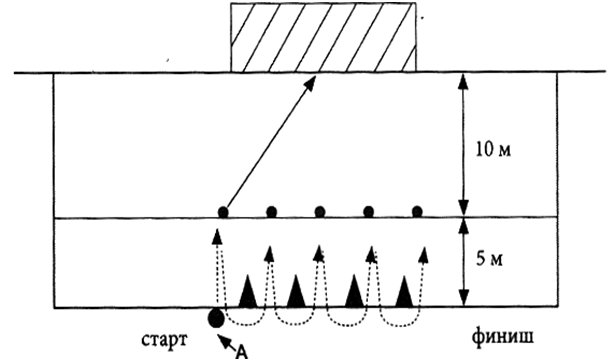 10 м
5 м
старт
А
финиш